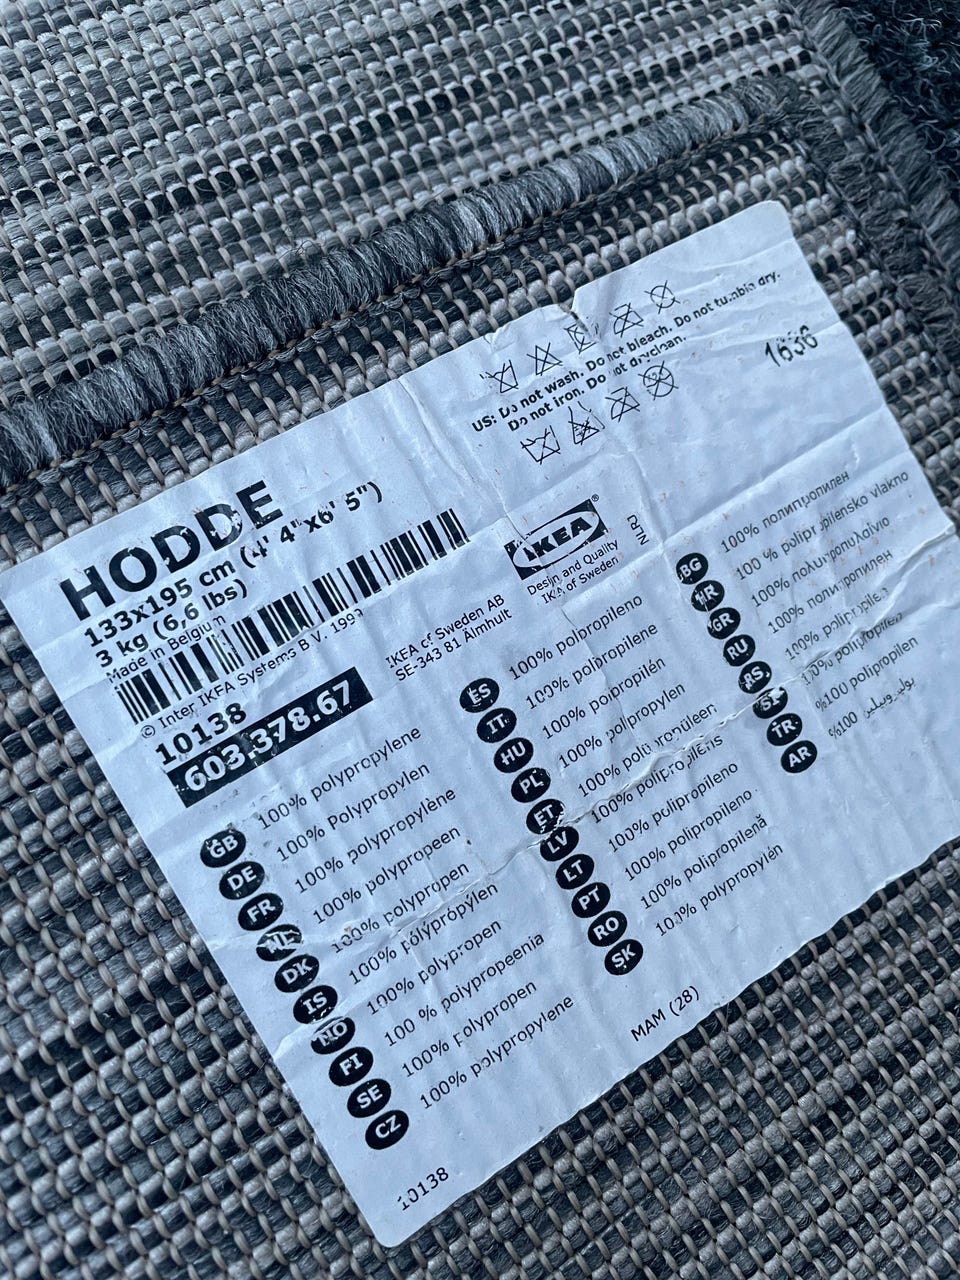 HODDE
133x195 cm (4' 4"x6' 5")
3 kg (6,6 lbs)
Made in Belgium
© Inter IKEA Systems B.V. 1999
10138
603.378.67
US: Do not wash. Do not bleach. Do not tumble dry.
Do not iron. Do not dryclean.
1636
IKEA®
Design and Quality
IKEA of Sweden
NLRJ
IKEA of Sweden AB
SE-343 81 Älmhult
GB 100% polypropylene
DE 100% Polypropylen
FR 100% polypropylène
NL 100% polypropeen
DK 100% polypropen
IS 100% pólýprópýlen
NO 100% polypropen
FI 100 % polypropeenia
SE 100% polypropen
CZ 100% polypropylene
ES 100% polipropileno
IT 100% polipropilene
HU 100% polipropilén
PL 100% polipropylen
ET 100% polüpropüleen
LV 100% polipropilēns
LT 100% polipropileno
PT 100% polipropileno
RO 100% polipropilenă
SK 100% polypropylén
BG 100% полипропилен
HR 100 % polipropilensko vlakno
GR 100% πολυπροπυλένιο
RU 100% полипропилен
RS 100% polipropilen
SI 100% polipropilen
TR %100 polipropilen
AR %100
MAM (28)
10138